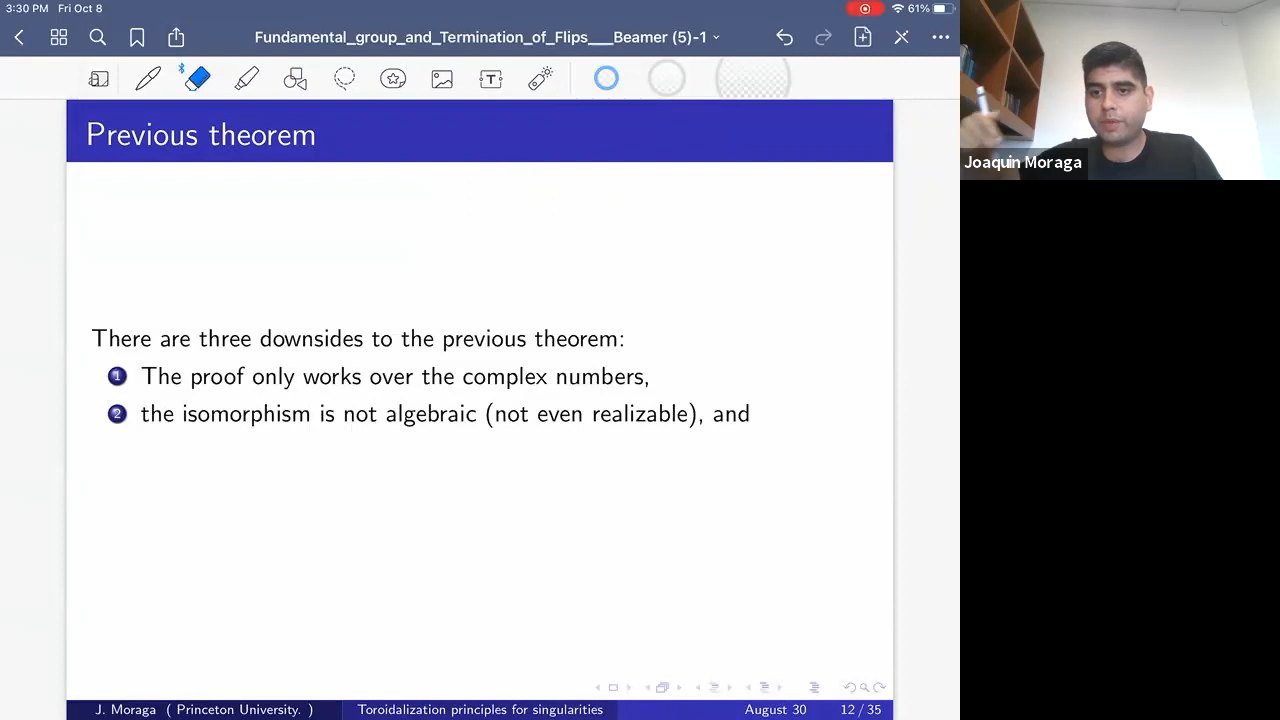 3:30 PM Fri Oct 8
61%
Fundamental_group_and_Termination_of_Flips___Beamer (5)-1
T
Previous theorem
Joaquin Moraga
There are three downsides to the previous theorem:
1 The proof only works over the complex numbers,
2 the isomorphism is not algebraic (not even realizable), and
J. Moraga ( Princeton University. ) Toroidalization principles for singularities August 30 12 / 35